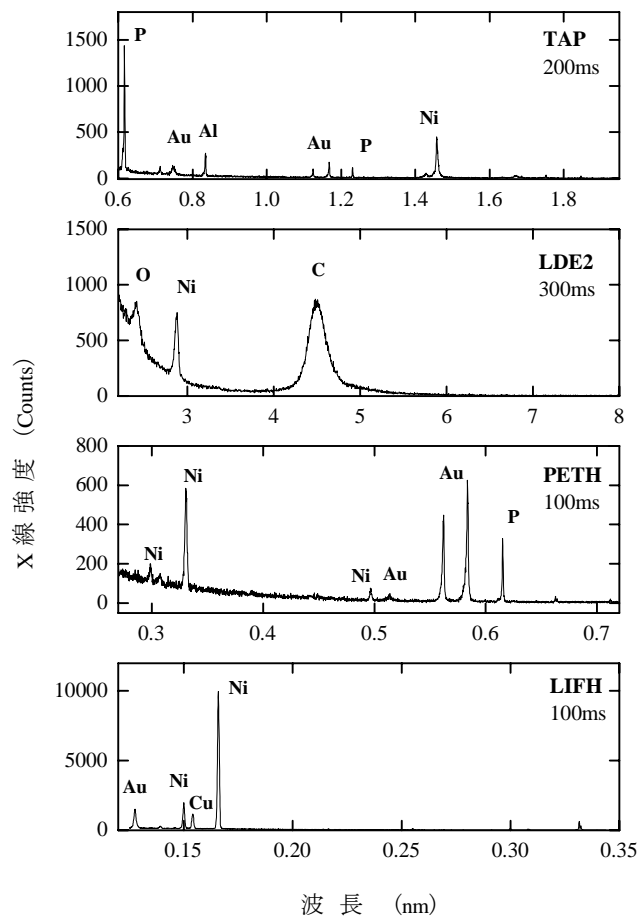 1500
1000
500
0
P
Au
Al
Au
P
Ni
TAP
200ms
0.6
0.8
1.0
1.2
1.4
1.6
1.8
1500
1000
500
0
O
Ni
C
LDE2
300ms
3
4
5
6
7
8
800
600
400
200
0
Ni
Ni
Ni
Au
Au
P
PETH
100ms
0.3
0.4
0.5
0.6
0.7
10000
5000
0
Au
Ni
Cu
Ni
LIFH
100ms
0.15
0.20
0.25
0.30
0.35
X 線 強 度 (Counts)
波 長 (nm)